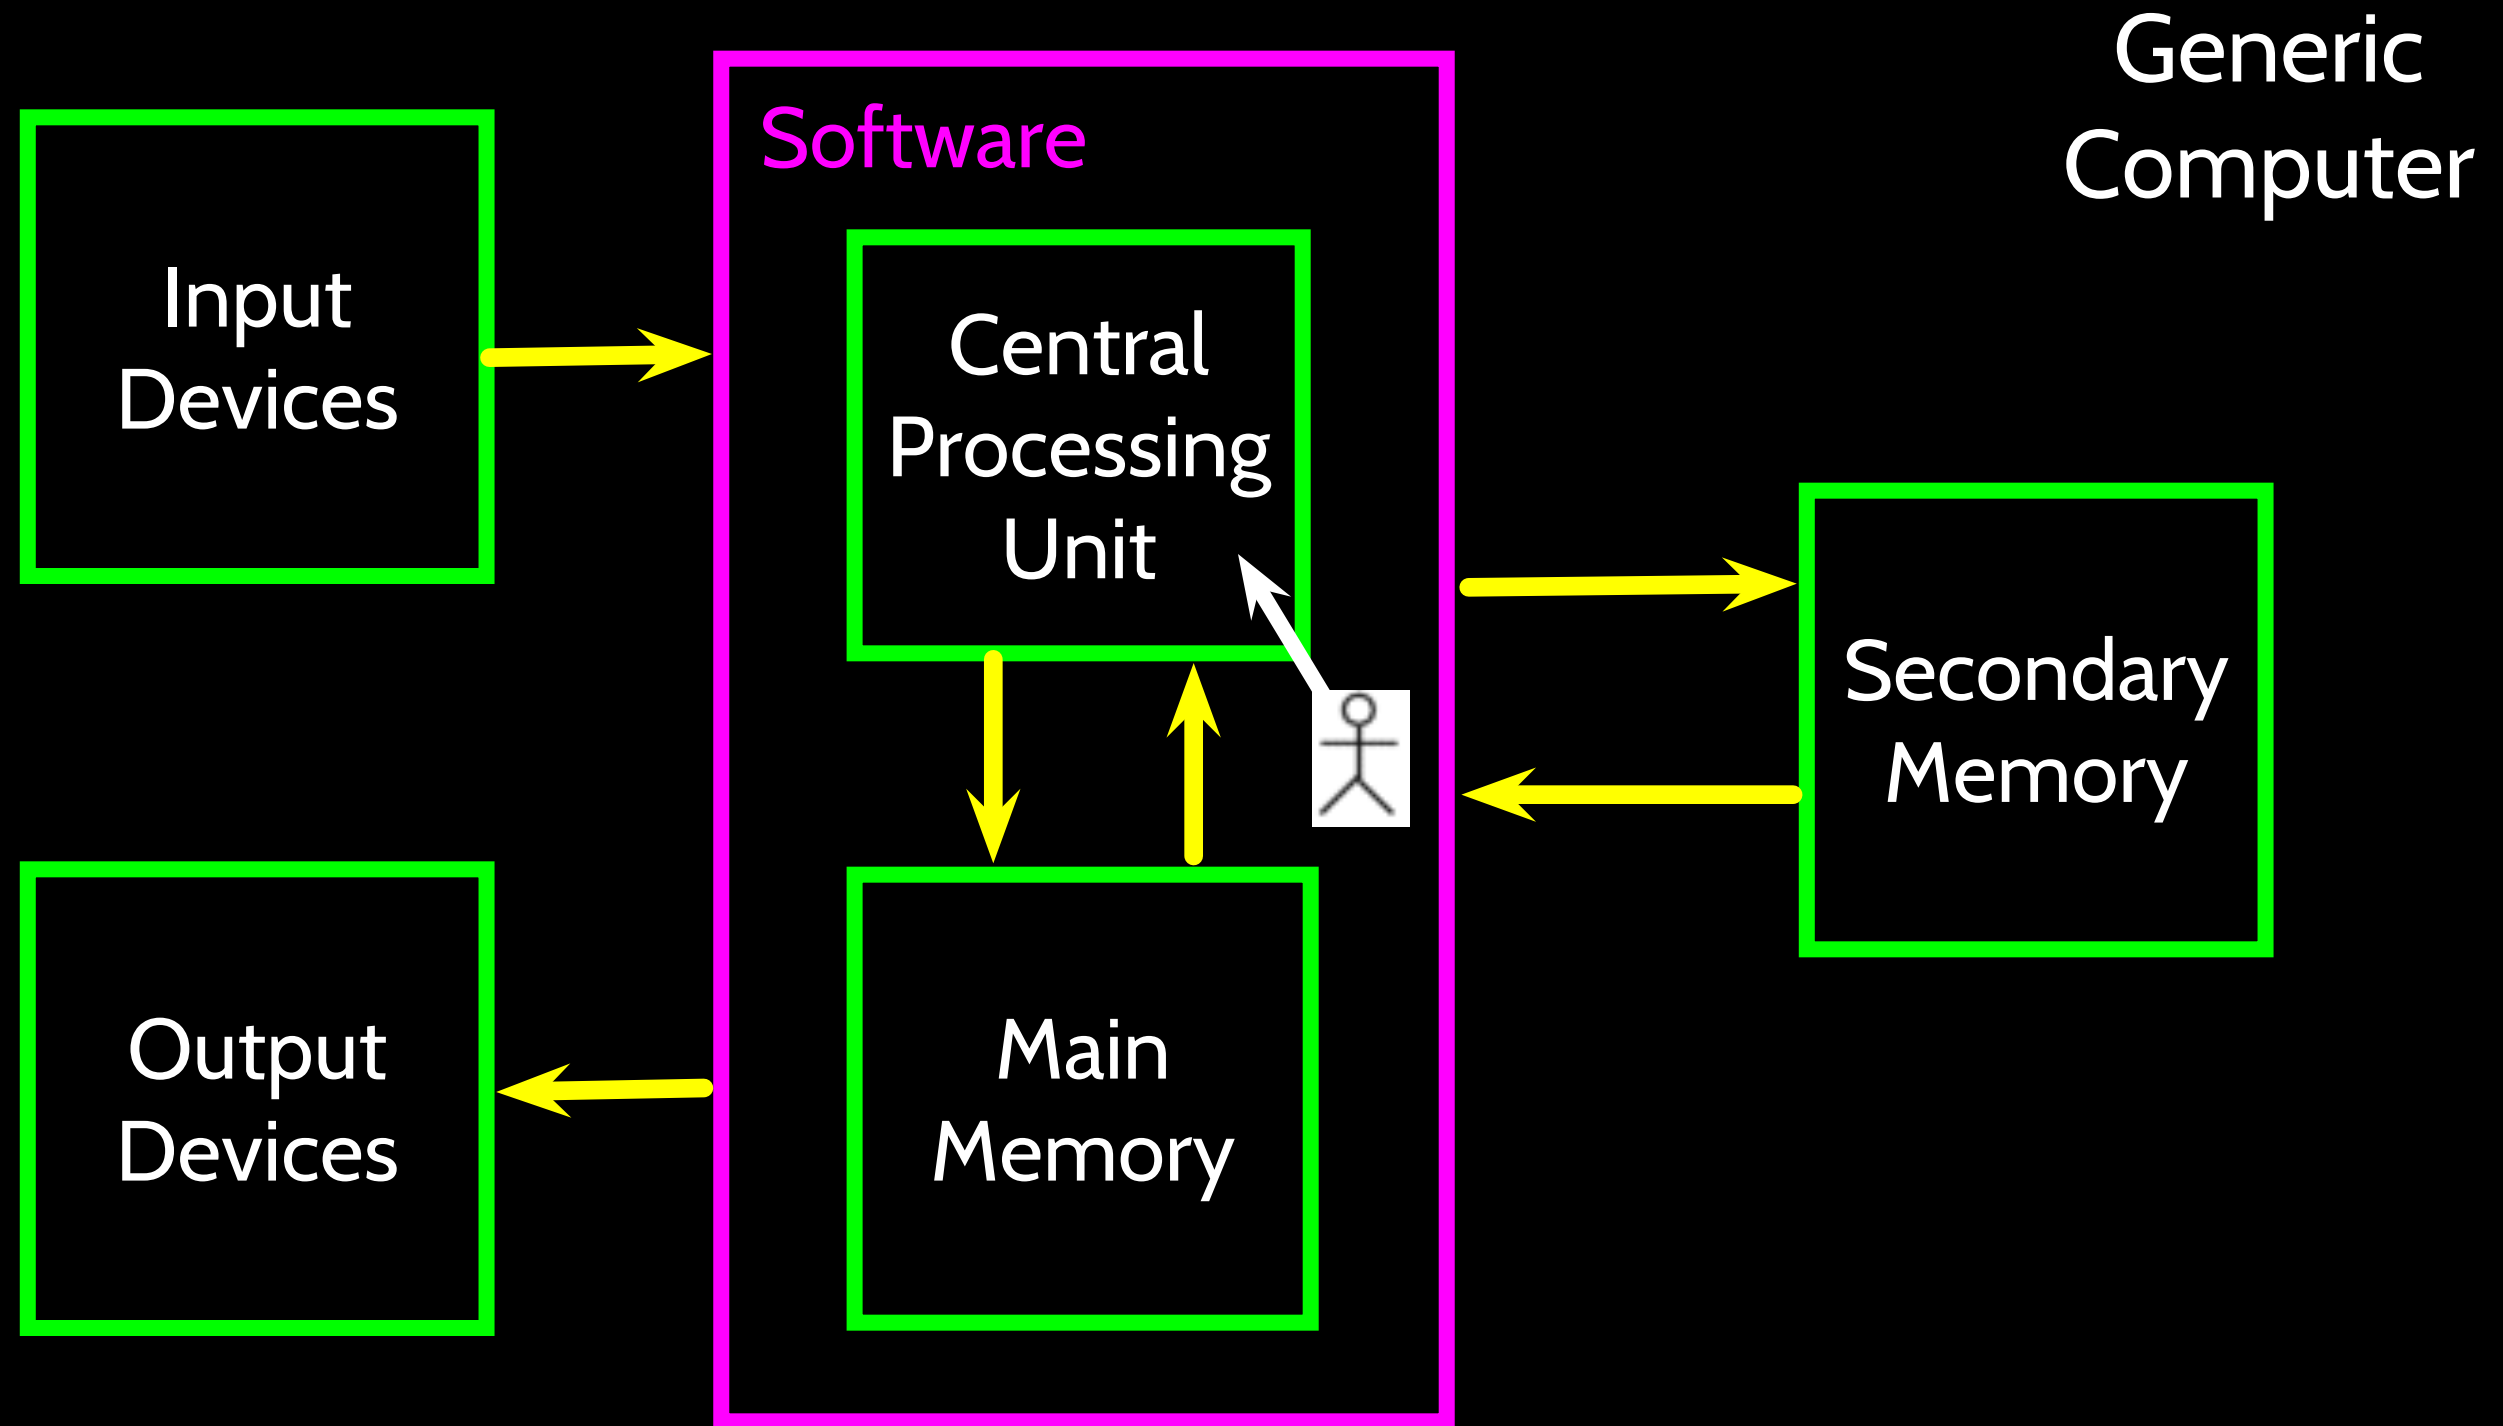 Generic
Computer
Software
Input
Devices
Central
Processing
Unit
Secondary
Memory
Output
Devices
Main
Memory